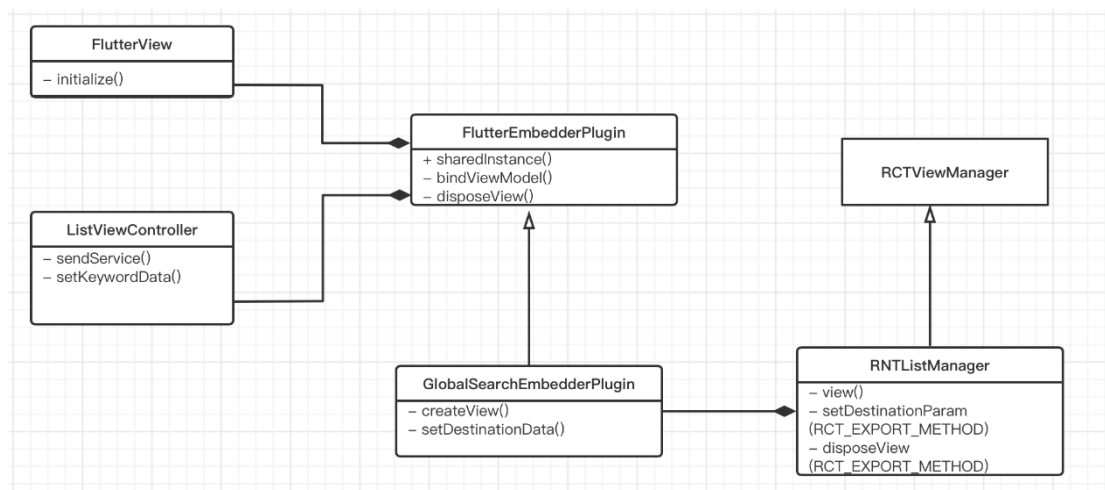 FlutterView
– initialize()
FlutterEmbedderPlugin
+ sharedInstance()
– bindViewModel()
– disposeView()
RCTViewManager
ListViewController
– sendService()
– setKeywordData()
GlobalSearchEmbedderPlugin
– createView()
– setDestinationData()
RNTListManager
– view()
– setDestinationParam
(RCT_EXPORT_METHOD)
– disposeView
(RCT_EXPORT_METHOD)